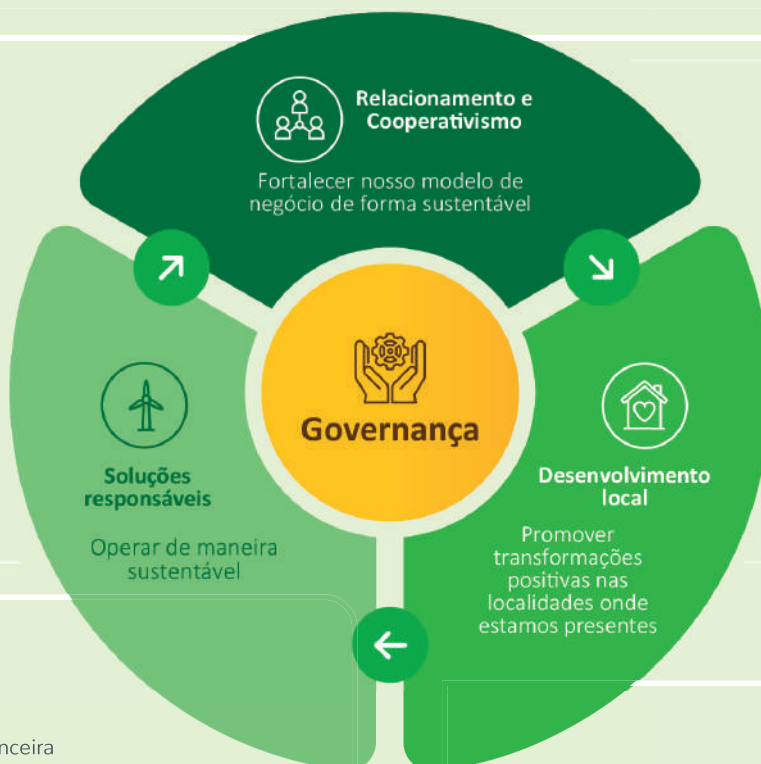 Relacionamento e
Cooperativismo
Fortalecer nosso modelo de
negócio de forma sustentável
Governança
Soluções
responsáveis
Operar de maneira
sustentável
Desenvolvimento
local
Promover
transformações
positivas nas
localidades onde
estamos presentes
nceira